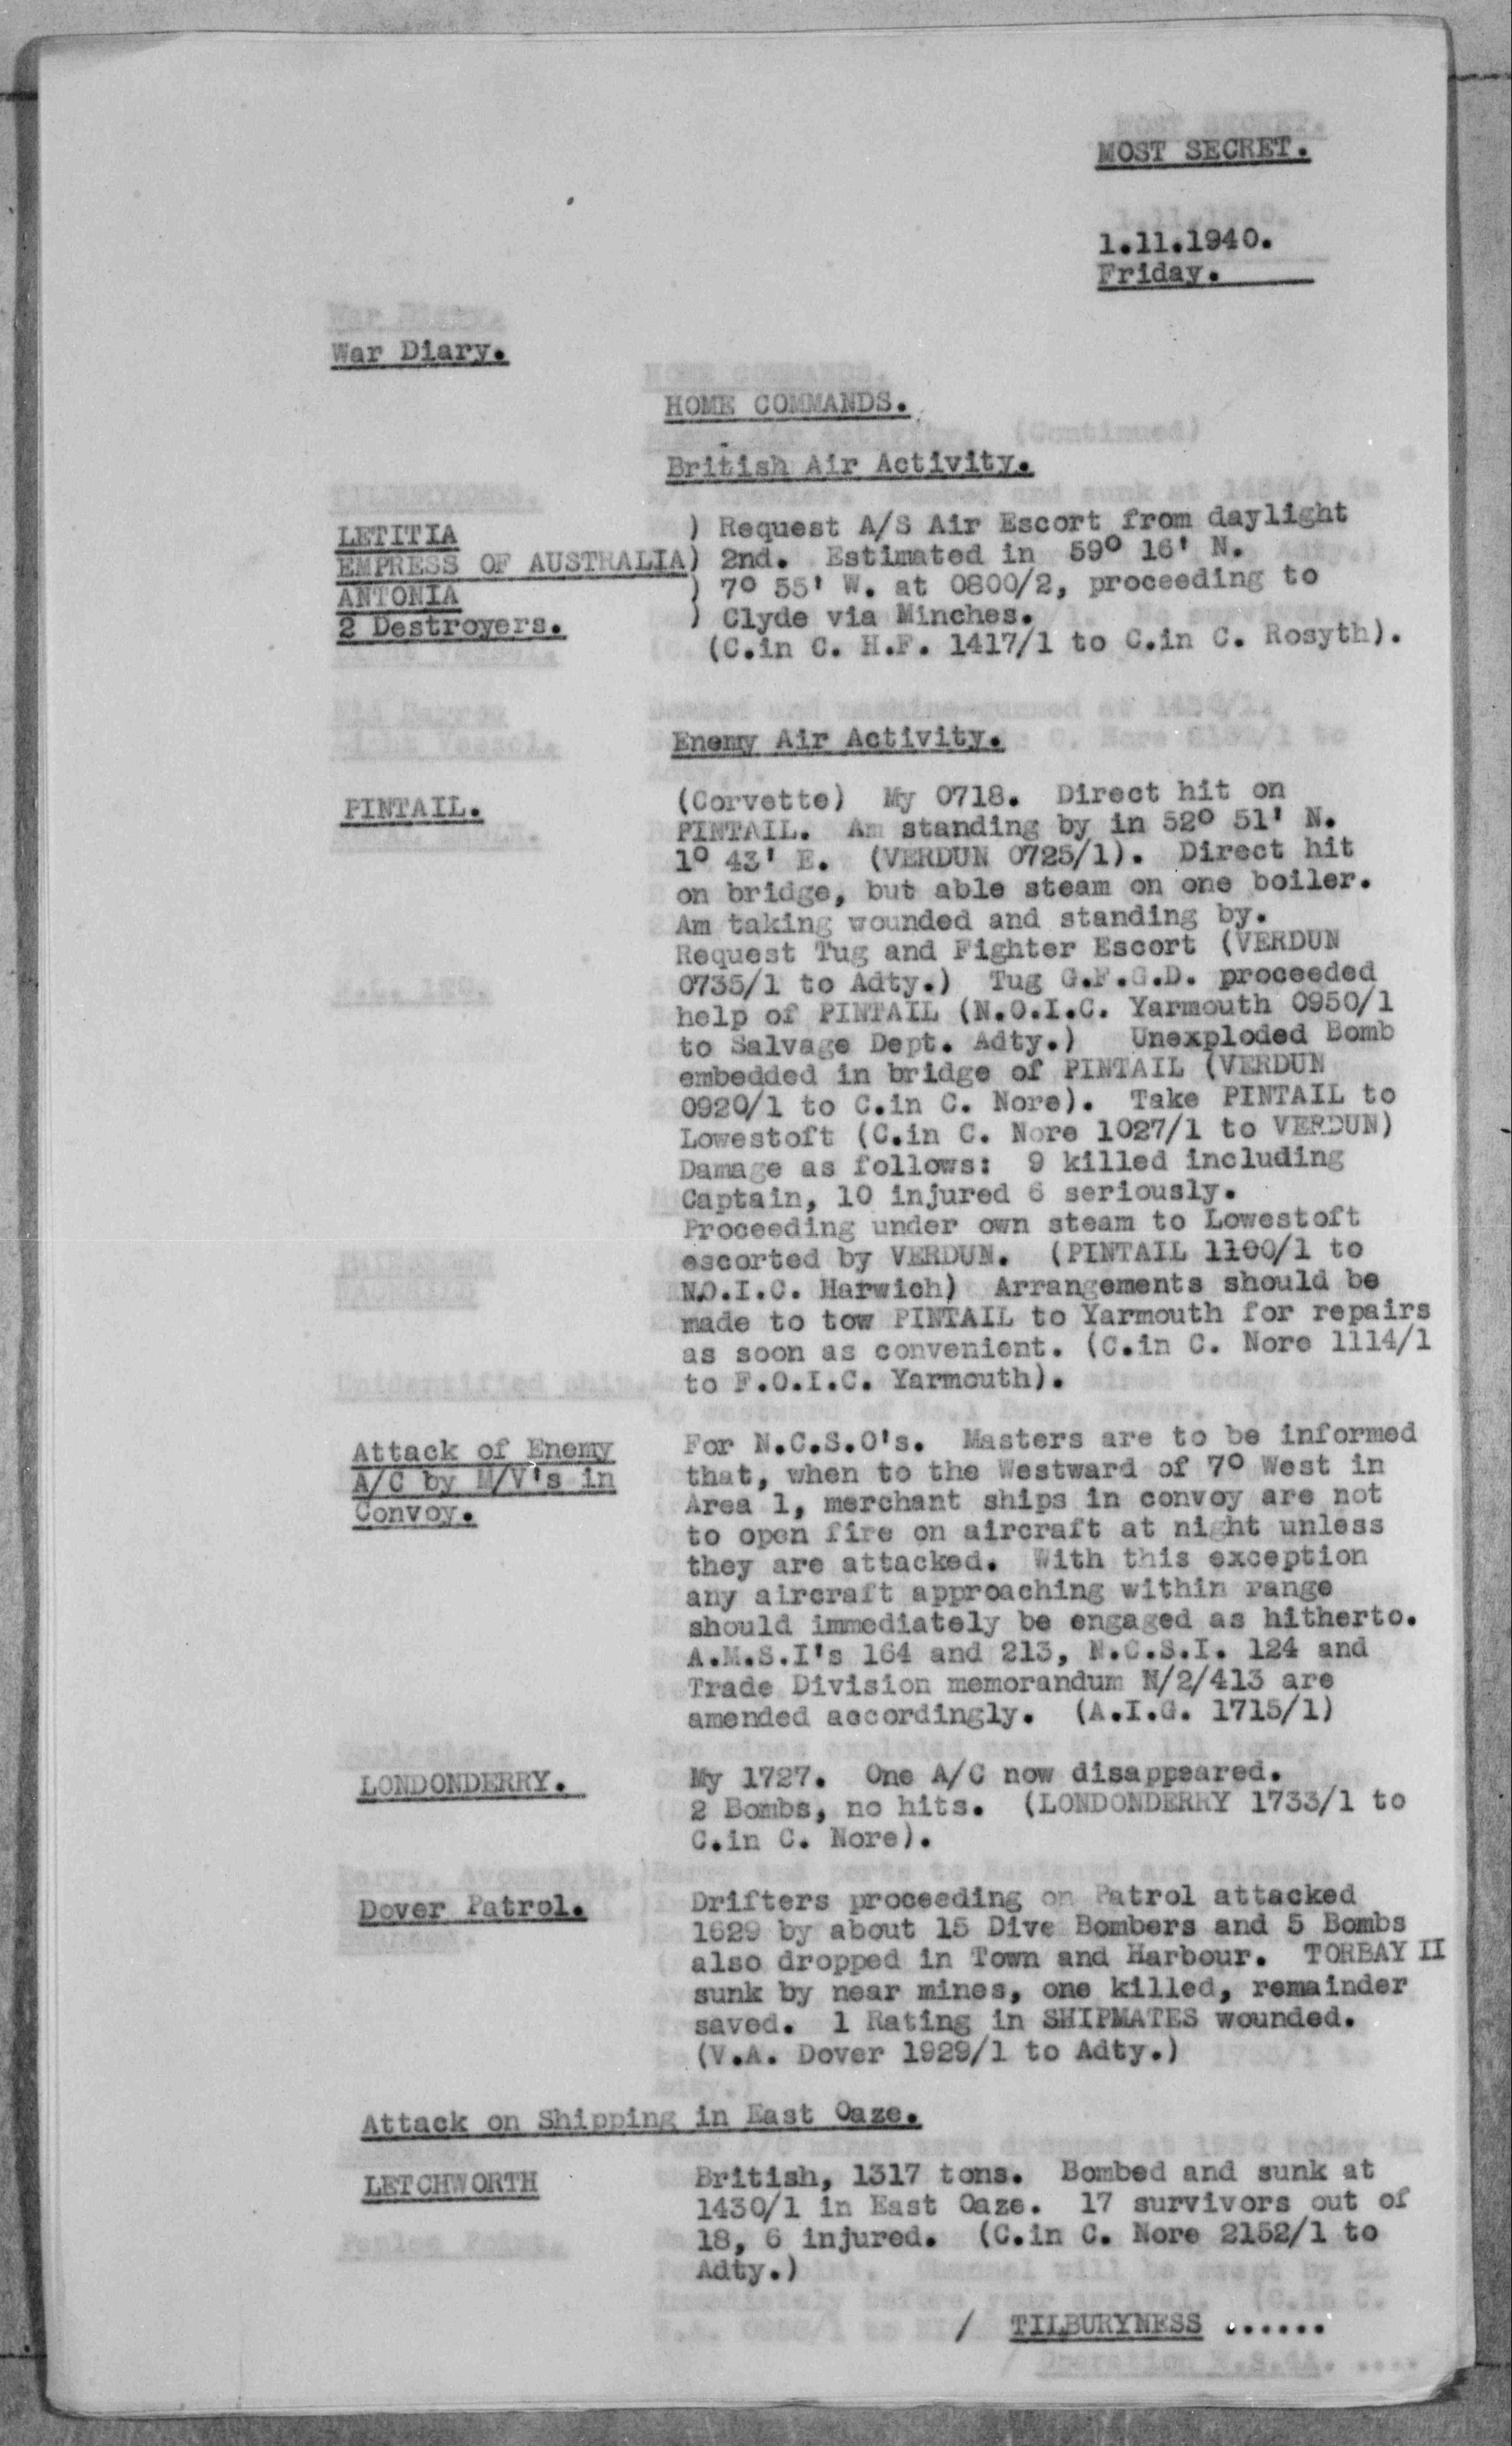 MOST SECRET.
1.11.1940.
Friday.
War Diary.
HOME COMMANDS.
British Air Activity.
LETITIA ) Request A/S Air Escort from daylight
EMPRESS OF AUSTRALIA) 2nd. Estimated in 59° 16' N.
ANTONIA ) 7° 55' W. at 0800/2, proceeding to
2 Destroyers. ) Clyde via Minches.
(C.in C. H.F. 1417/1 to C.in C. Rosyth).
Enemy Air Activity.
PINTAIL. (Corvette) My 0718. Direct hit on
PINTAIL. Am standing by in 52° 51' N.
1° 43' E. (VERDUN 0725/1). Direct hit
on bridge, but able steam on one boiler.
Am taking wounded and standing by.
Request Tug and Fighter Escort (VERDUN
0735/1 to Adty.) Tug G.F.G.D. proceeded
help of PINTAIL (N.O.I.C. Yarmouth 0950/1
to Salvage Dept. Adty.) Unexploded Bomb
embedded in bridge of PINTAIL (VERDUN
0920/1 to C.in C. Nore). Take PINTAIL to
Lowestoft (C.in C. Nore 1027/1 to VERDUN)
Damage as follows: 9 killed including
Captain, 10 injured 6 seriously.
Proceeding under own steam to Lowestoft
escorted by VERDUN. (PINTAIL 1100/1 to
N.O.I.C. Harwich) Arrangements should be
made to tow PINTAIL to Yarmouth for repairs
as soon as convenient. (C.in C. Nore 1114/1
to F.O.I.C. Yarmouth).
Attack of Enemy For N.C.S.O's. Masters are to be informed
A/C by M/V's in that, when to the Westward of 7° West in
Convoy. Area 1, merchant ships in convoy are not
to open fire on aircraft at night unless
they are attacked. With this exception
any aircraft approaching within range
should immediately be engaged as hitherto.
A.M.S.I's 164 and 213, N.C.S.I. 124 and
Trade Division memorandum N/2/413 are
amended accordingly. (A.I.G. 1715/1)
LONDONDERRY. My 1727. One A/C now disappeared.
2 Bombs, no hits. (LONDONDERRY 1733/1 to
C.in C. Nore).
Dover Patrol. Drifters proceeding on Patrol attacked
1629 by about 15 Dive Bombers and 5 Bombs
also dropped in Town and Harbour. TORBAY II
sunk by near mines, one killed, remainder
saved. 1 Rating in SHIPMATES wounded.
(V.A. Dover 1929/1 to Adty.)
Attack on Shipping in East Oaze.
LETCHWORTH British, 1317 tons. Bombed and sunk at
1430/1 in East Oaze. 17 survivors out of
18, 6 injured. (C.in C. Nore 2152/1 to
Adty.)
/ TILBURYNESS ......